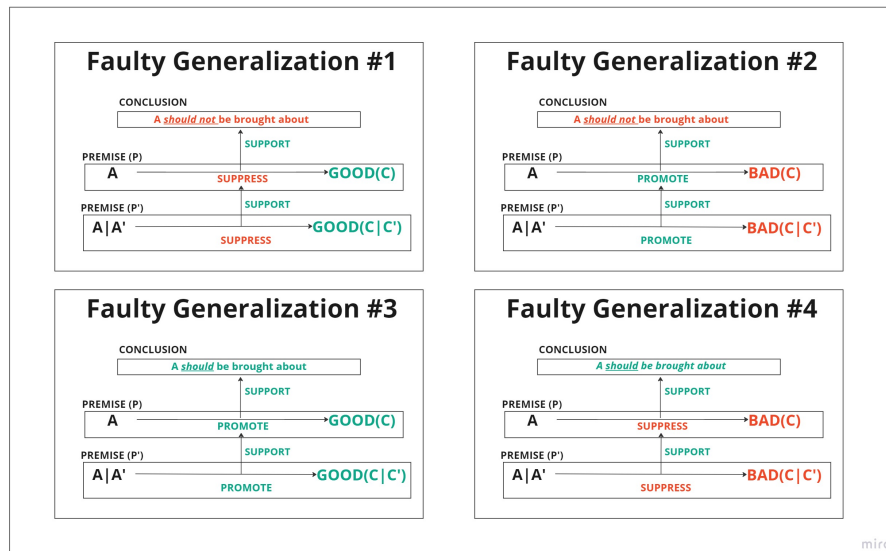 Faulty Generalization #1
CONCLUSION
A should not be brought about
SUPPORT
PREMISE (P)
A
SUPPRESS
GOOD(C)
SUPPORT
PREMISE (P')
A|A'
SUPPRESS
GOOD(C|C')
Faulty Generalization #2
CONCLUSION
A should not be brought about
SUPPORT
PREMISE (P)
A
PROMOTE
BAD(C)
SUPPORT
PREMISE (P')
A|A'
PROMOTE
BAD(C|C')
Faulty Generalization #3
CONCLUSION
A should be brought about
SUPPORT
PREMISE (P)
A
PROMOTE
GOOD(C)
SUPPORT
PREMISE (P')
A|A'
PROMOTE
GOOD(C|C')
Faulty Generalization #4
CONCLUSION
A should be brought about
SUPPORT
PREMISE (P)
A
SUPPRESS
BAD(C)
SUPPORT
PREMISE (P')
A|A'
SUPPRESS
BAD(C|C')